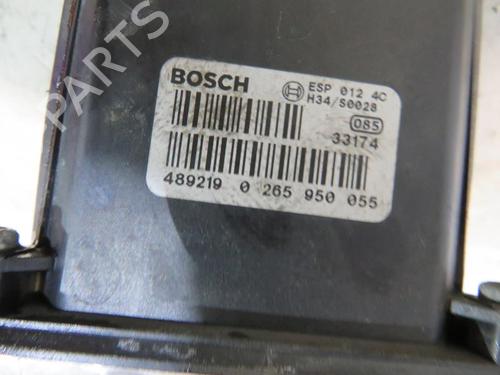 B PARTS
BOSCH
ESP 012 4C
H34/S0028
085
33174
489219 0 265 950 055